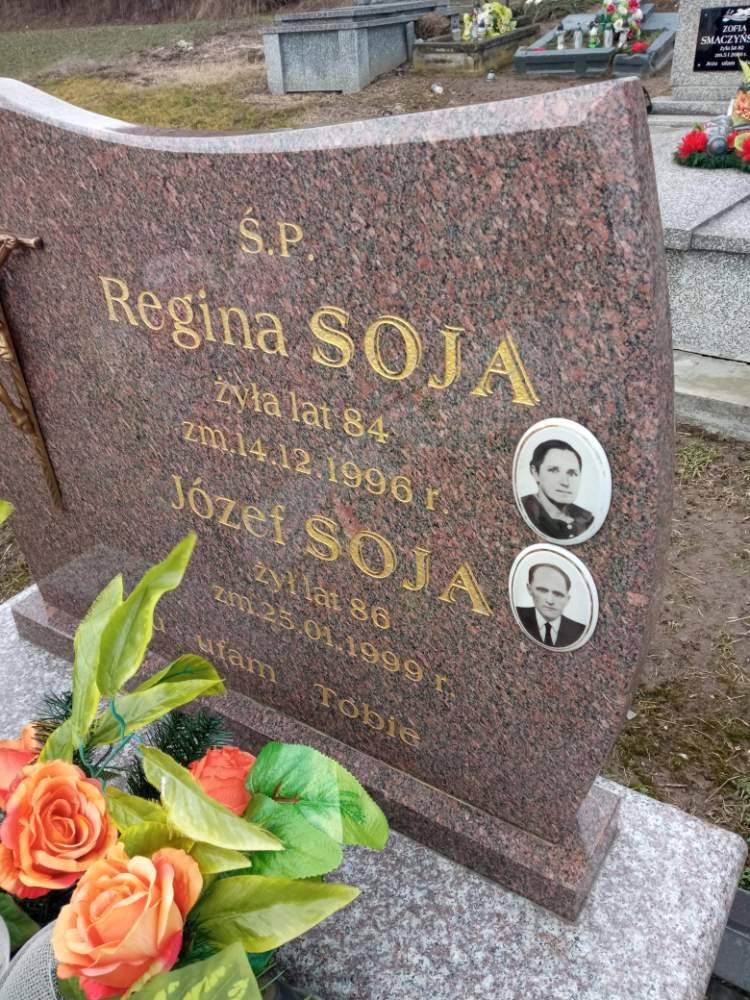 Ś.P.
Regina SOJA
żyła lat 84
zm.14.12.1996 r.
Józef SOJA
żył lat 86
zm.25.01.1999 r.
ufam Tobie
ZOFIA